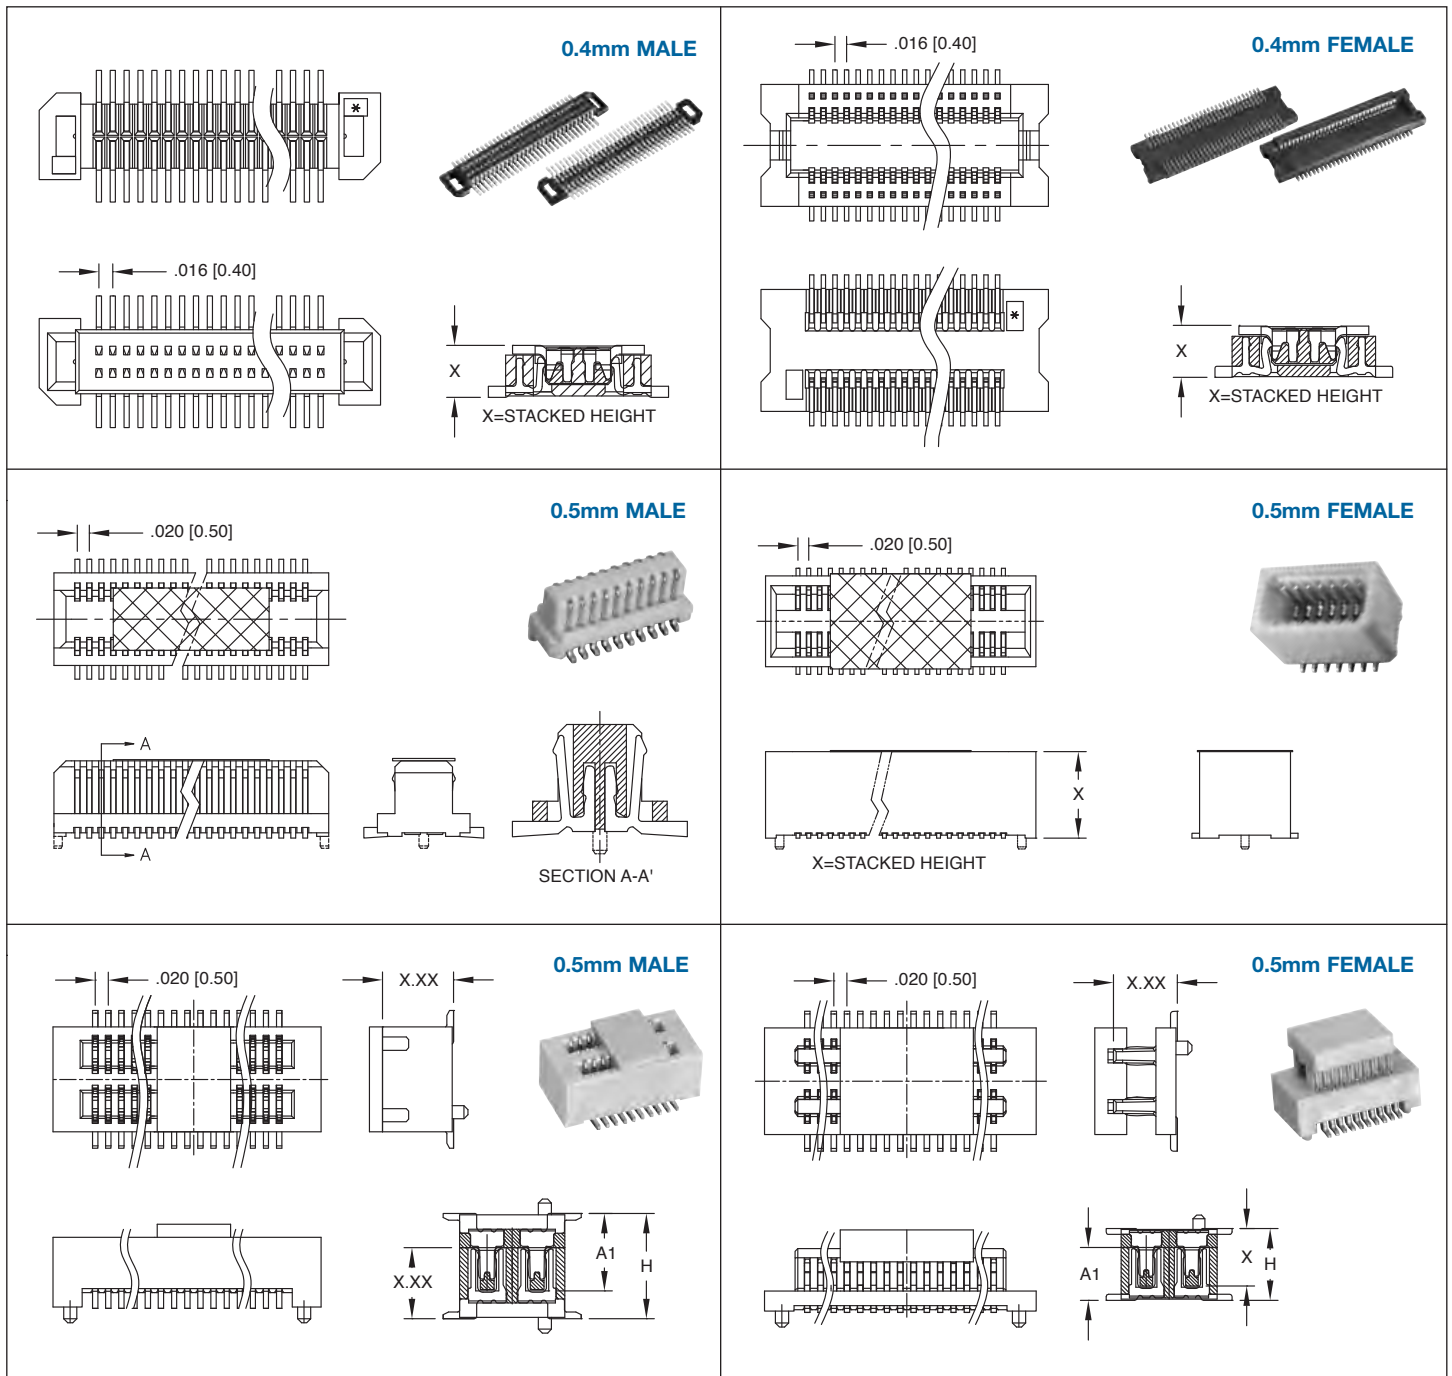 0.4mm MALE
*
.016 [0.40]
X
X=STACKED HEIGHT
0.4mm FEMALE
.016 [0.40]
*
X
X=STACKED HEIGHT
0.5mm MALE
.020 [0.50]
A
A
SECTION A-A'
0.5mm FEMALE
.020 [0.50]
X
X=STACKED HEIGHT
0.5mm MALE
.020 [0.50]
X.XX
X.XX
A1
H
0.5mm FEMALE
.020 [0.50]
X.XX
A1
X
H